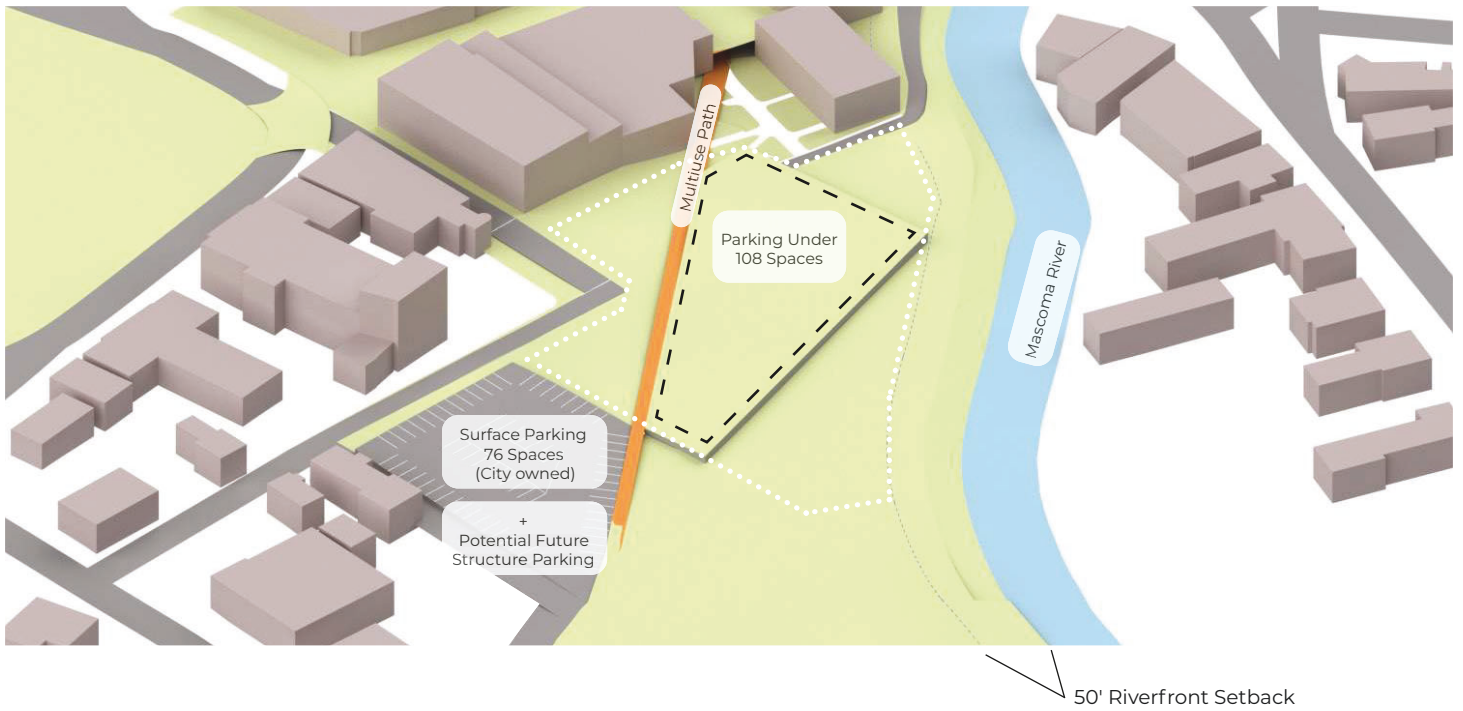 Multiuse Path
Parking Under
108 Spaces
Mascoma River
Surface Parking
76 Spaces
(City owned)
+
Potential Future
Structure Parking
50' Riverfront Setback